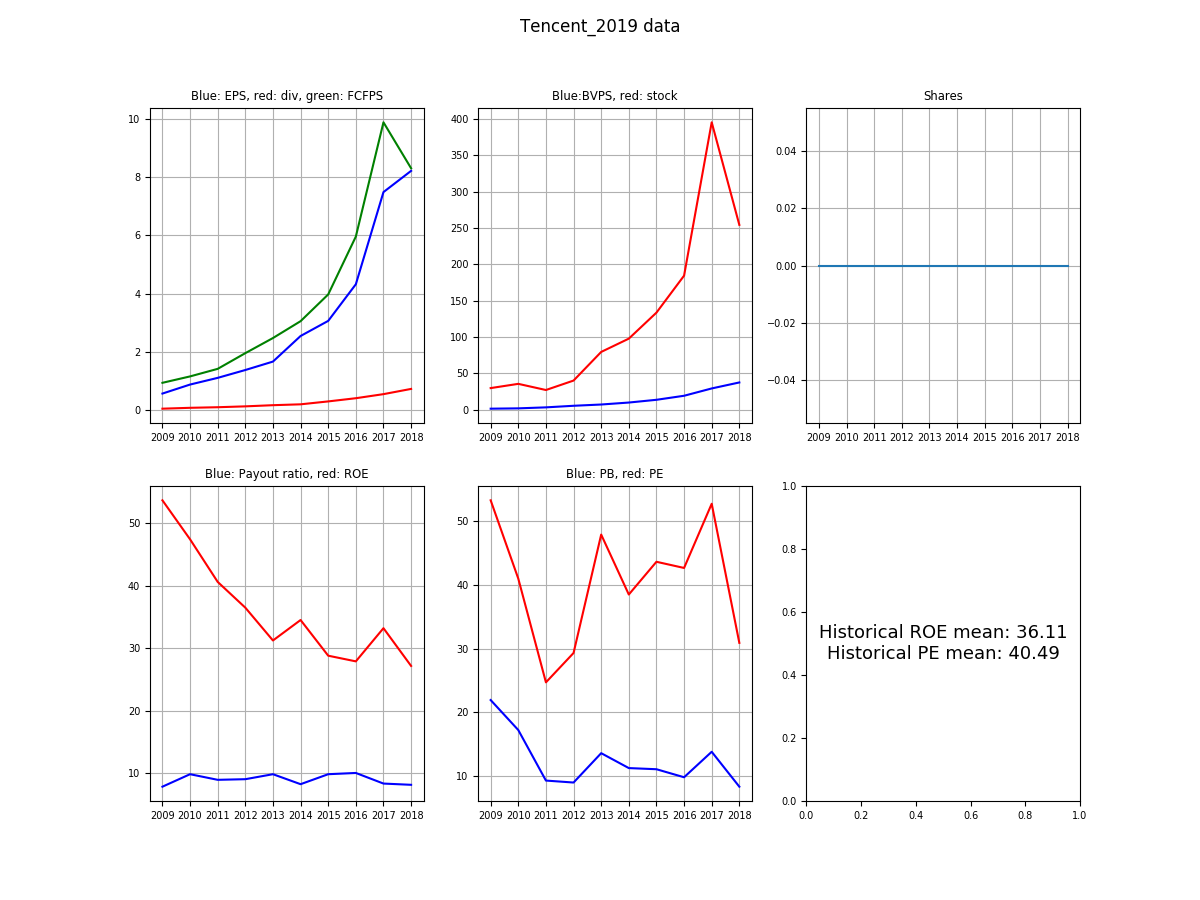 Tencent_2019 data
Blue: EPS, red: div, green: FCFPS
10
8
6
4
2
0
2009 2010 2011 2012 2013 2014 2015 2016 2017 2018
Blue:BVPS, red: stock
400
350
300
250
200
150
100
50
0
2009 2010 2011 2012 2013 2014 2015 2016 2017 2018
Shares
0.04
0.02
0.00
−0.02
−0.04
2009 2010 2011 2012 2013 2014 2015 2016 2017 2018
Blue: Payout ratio, red: ROE
50
40
30
20
10
2009 2010 2011 2012 2013 2014 2015 2016 2017 2018
Blue: PB, red: PE
50
40
30
20
10
2009 2010 2011 2012 2013 2014 2015 2016 2017 2018
1.0
0.8
0.6
0.4
0.2
0.0
Historical ROE mean: 36.11
Historical PE mean: 40.49
0.0 0.2 0.4 0.6 0.8 1.0